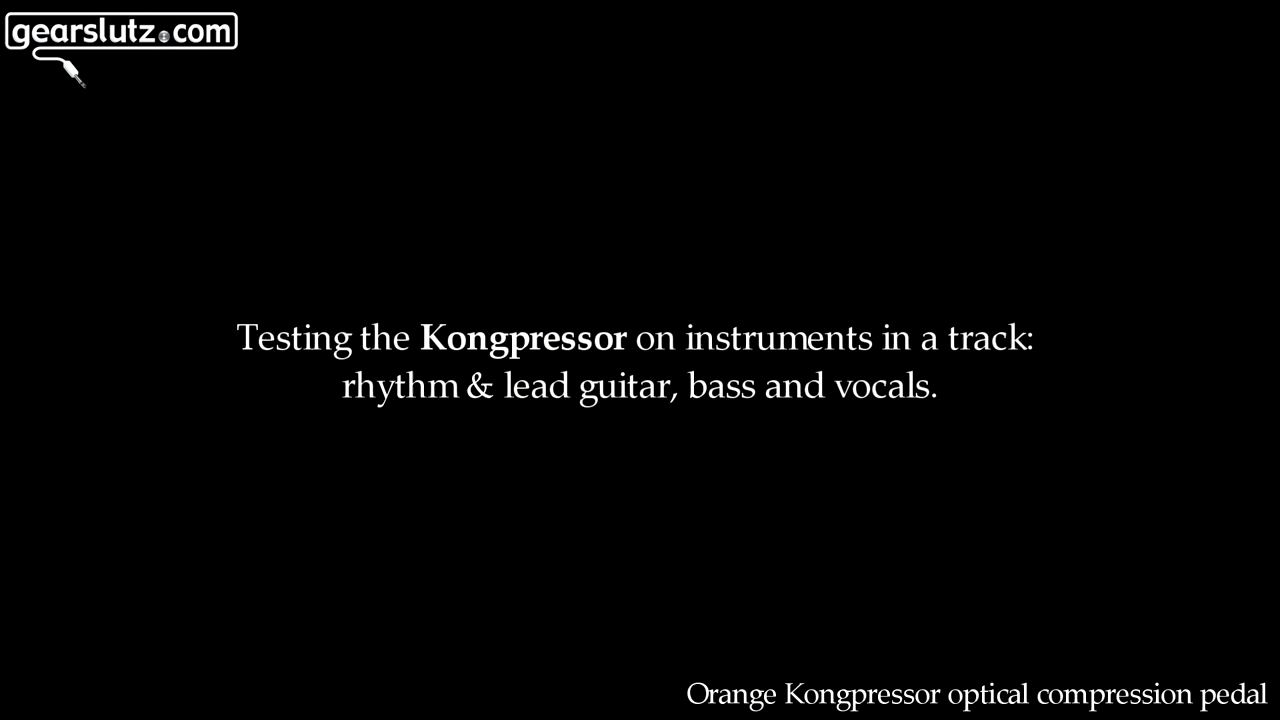 gearslutz.com
Testing the Kongpressor on instruments in a track:
rhythm & lead guitar, bass and vocals.
Orange Kongpressor optical compression pedal